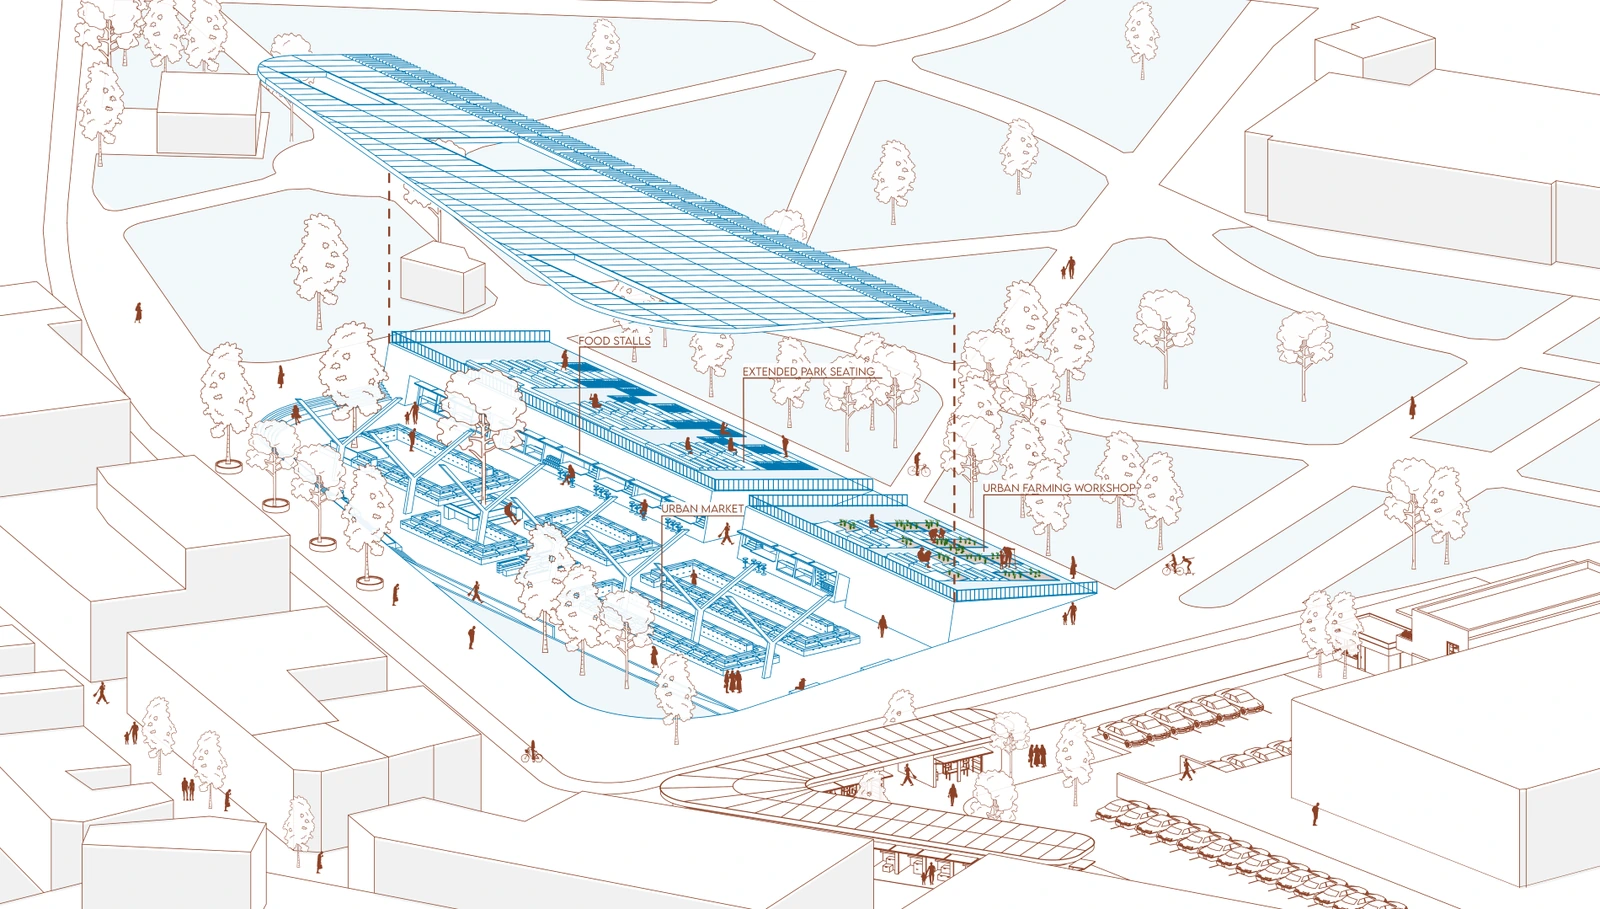 FOOD STALLS
EXTENDED PARK SEATING
URBAN FARMING WORKSHOP
URBAN MARKET